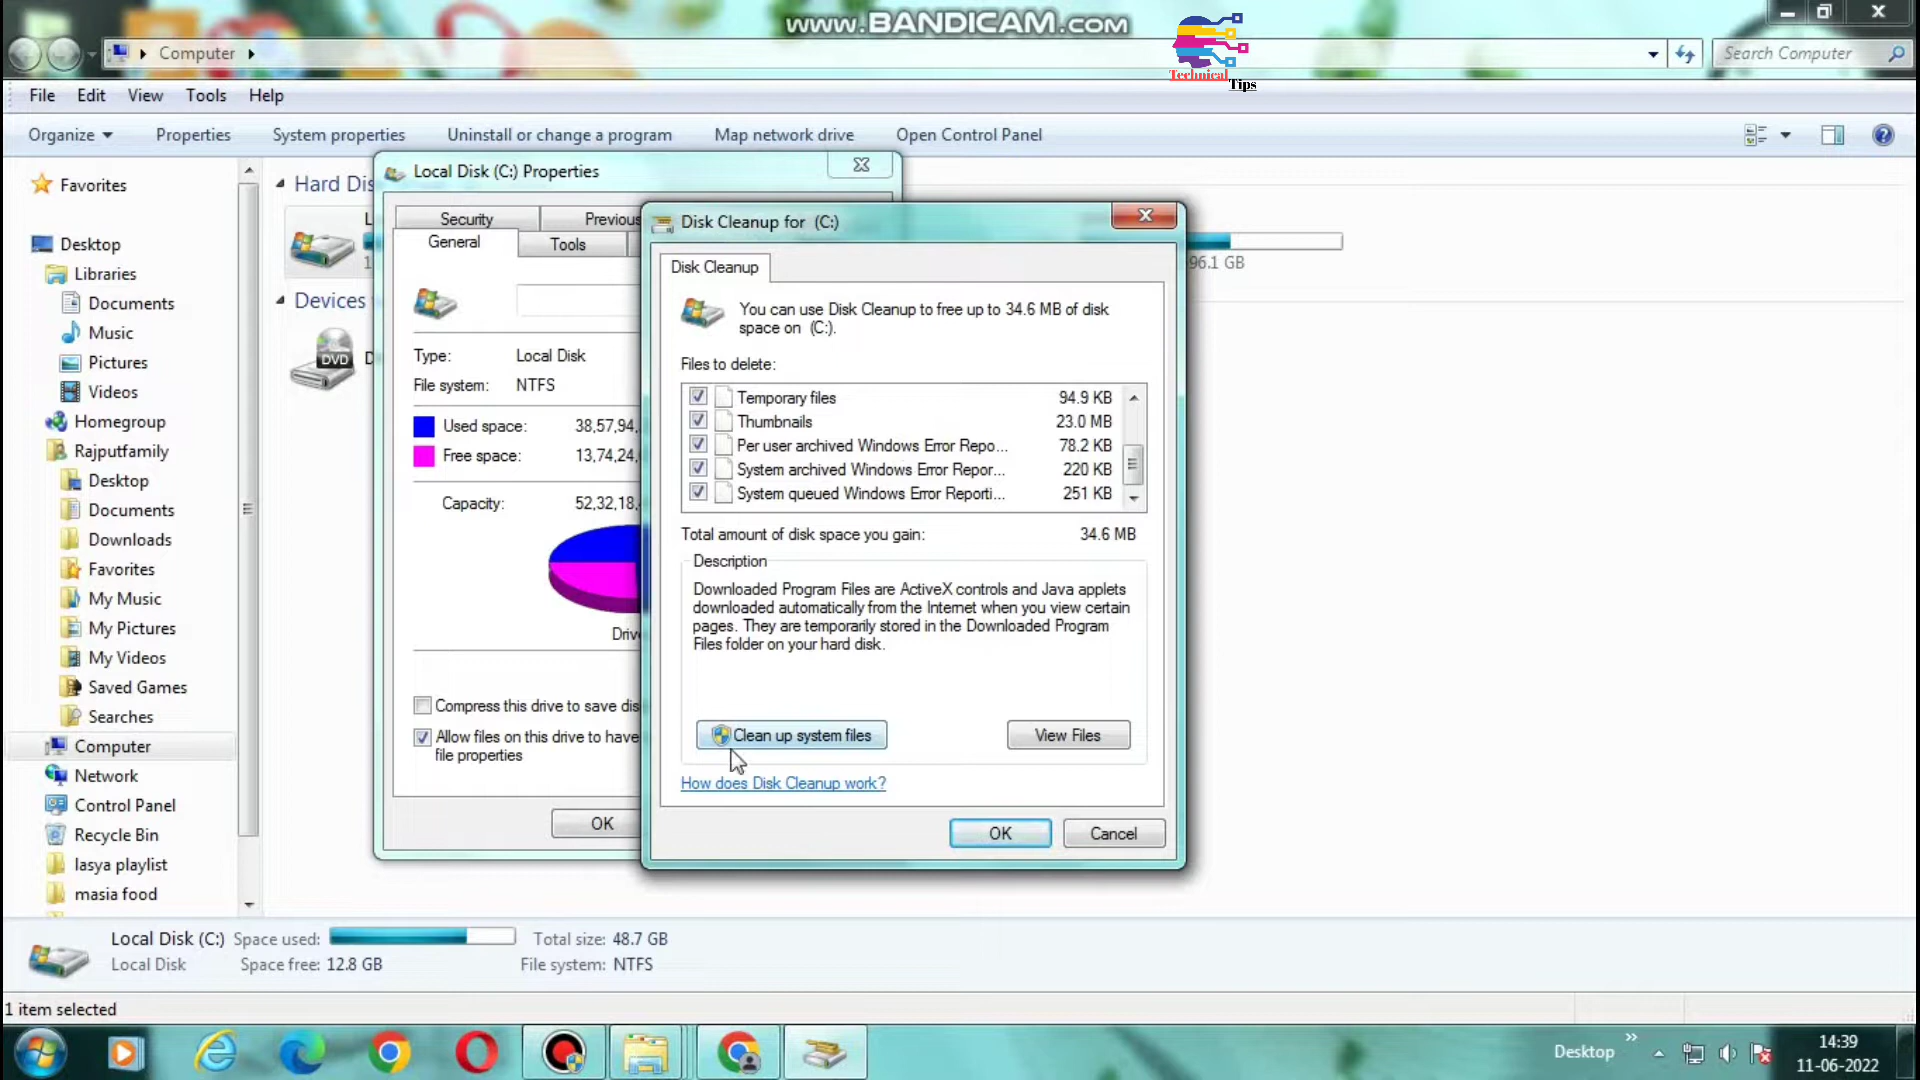 www.BANDICAM.com
Technical
Tips
Computer
Search Computer
File Edit View Tools Help
Organize Properties System properties Uninstall or change a program Map network drive Open Control Panel
Favorites
Desktop
Libraries
Documents
Music
Pictures
Videos
Homegroup
Rajputfamily
Desktop
Documents
Downloads
Favorites
My Music
My Pictures
My Videos
Saved Games
Searches
Computer
Network
Control Panel
Recycle Bin
lasya playlist
masia food
Hard Dis
L
1
96.1 GB
Devices
DVD D
Local Disk (C:) Properties
Security Previous
General Tools
Type: Local Disk
File system: NTFS
Used space: 38,57,94,
Free space: 13,74,24,
Capacity: 52,32,18,
Drive
Compress this drive to save dis
Allow files on this drive to have
file properties
OK
Disk Cleanup for (C:)
Disk Cleanup
You can use Disk Cleanup to free up to 34.6 MB of disk
space on (C:).
Files to delete:
Temporary files 94.9 KB
Thumbnails 23.0 MB
Per user archived Windows Error Repo... 78.2 KB
System archived Windows Error Repor... 220 KB
System queued Windows Error Reporti... 251 KB
Total amount of disk space you gain: 34.6 MB
Description
Downloaded Program Files are ActiveX controls and Java applets
downloaded automatically from the Internet when you view certain
pages. They are temporarily stored in the Downloaded Program
Files folder on your hard disk.
Clean up system files View Files
How does Disk Cleanup work?
OK Cancel
Local Disk (C:) Space used: Total size: 48.7 GB
Local Disk Space free: 12.8 GB File system: NTFS
1 item selected
Desktop
14:39
11-06-2022